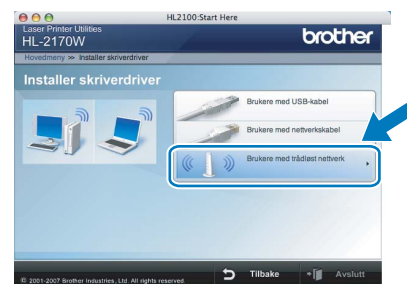 HL2100:Start Here
Laser Printer Utilities
HL-2170W
brother
Hovedmeny >> Installer skriverdriver
Installer skriverdriver
Brukere med USB-kabel
Brukere med nettverkskabel
Brukere med trådløst nettverk
© 2001-2007 Brother Industries, Ltd. All rights reserved.
Tilbake
Avslutt